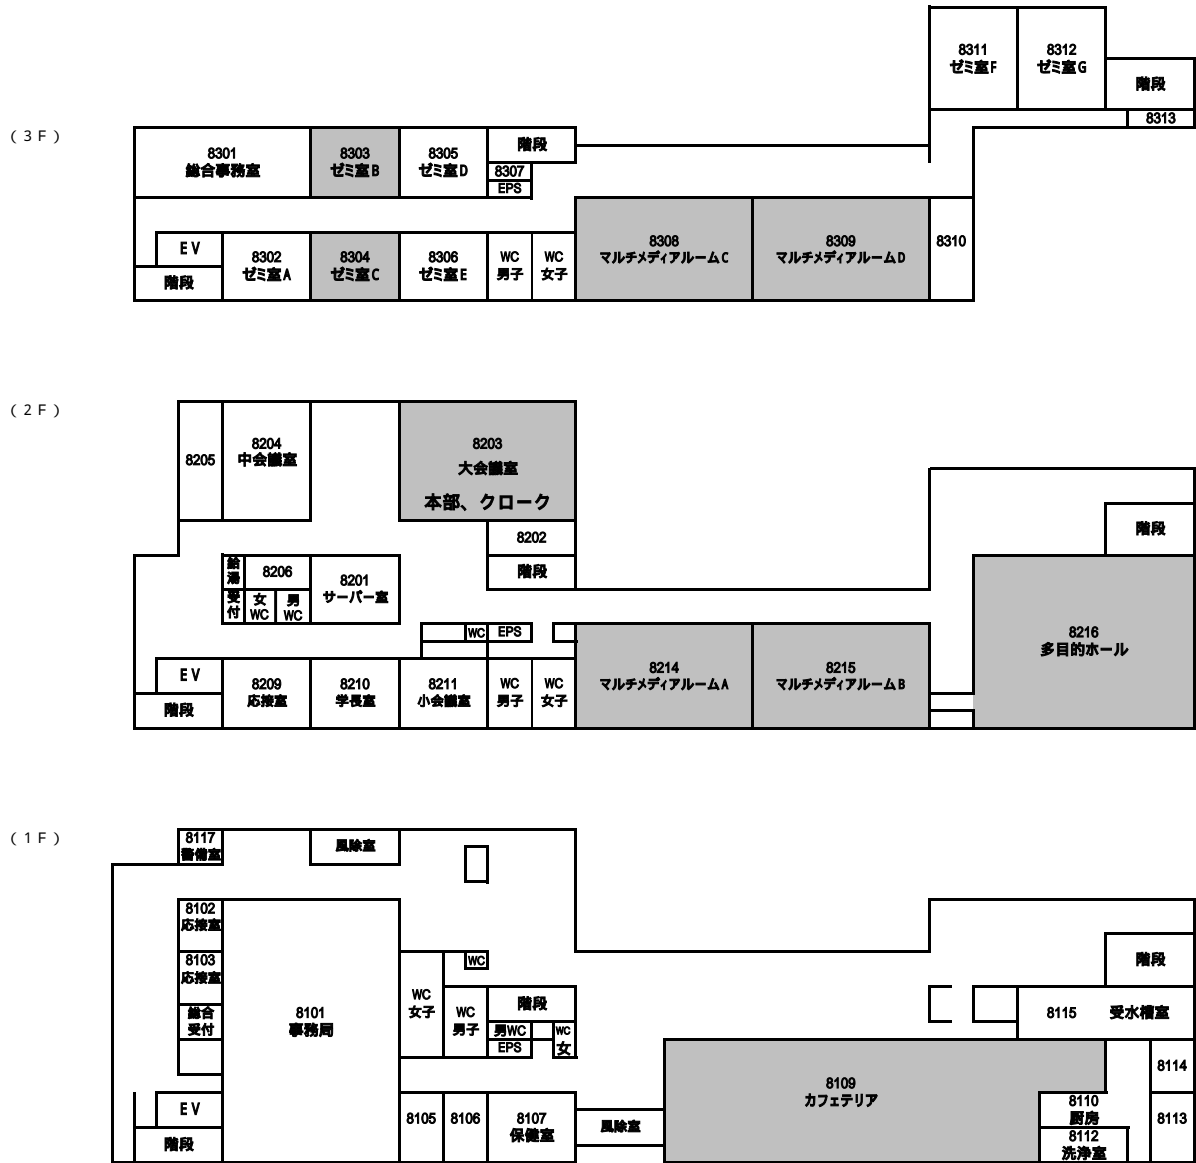 (３Ｆ)
8311
ゼミ室F
8312
ゼミ室G
階段
8313
8301
総合事務室
8303
ゼミ室B
8305
ゼミ室D
階段
8307
EPS
ＥＶ
階段
8302
ゼミ室A
8304
ゼミ室C
8306
ゼミ室E
WC
男子
WC
女子
8308
マルチメディアルームC
8309
マルチメディアルームD
8310
(２Ｆ)
8205
8204
中会議室
8203
大会議室
本部、クローク
8202
階段
階段
給湯
8206
受付
女
WC
男
WC
8201
サーバー室
WC
EPS
ＥＶ
階段
8209
応接室
8210
学長室
8211
小会議室
WC
男子
WC
女子
8214
マルチメディアルームA
8215
マルチメディアルームB
8216
多目的ホール
(１Ｆ)
8117
警備室
風除室
8102
応接室
8103
応接室
総合
受付
8101
事務局
WC
WC
女子
WC
男子
階段
男WC
EPS
WC
女
階段
8115 受水槽室
8114
8109
カフェテリア
ＥＶ
階段
8105
8106
8107
保健室
風除室
8110
厨房
8112
洗浄室
8113